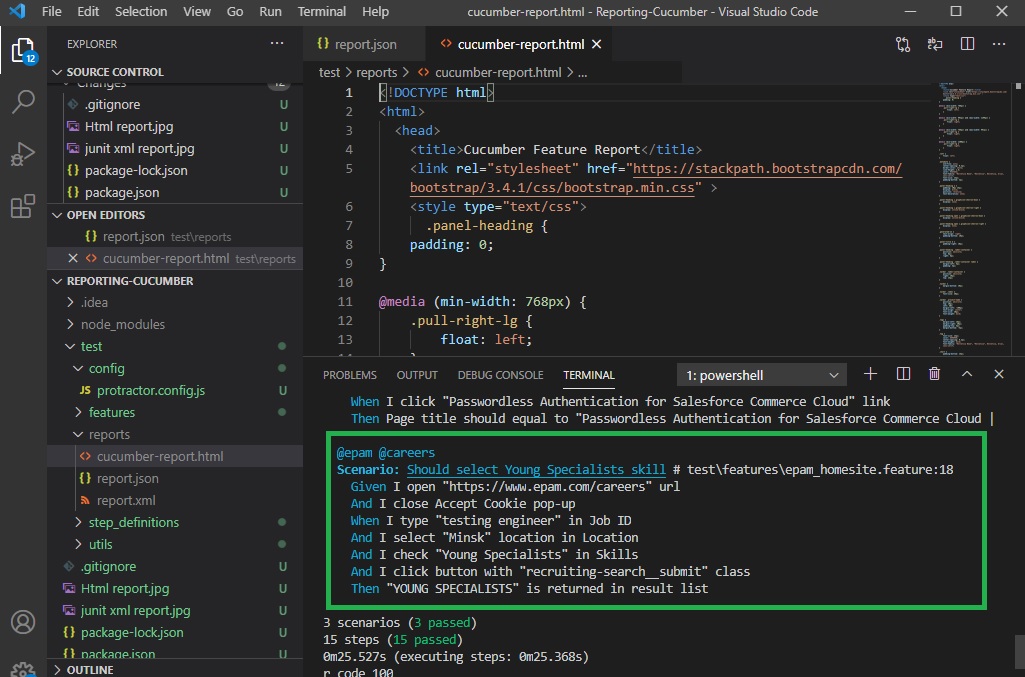 File Edit Selection View Go Run Terminal Help cucumber-report.html - Reporting-Cucumber - Visual Studio Code
EXPLORER
SOURCE CONTROL
Changes 12
.gitignore U
Html report.jpg U
junit xml report.jpg U
{} package-lock.json U
{} package.json U
OPEN EDITORS
{} report.json test\reports
<> cucumber-report.html test\reports
REPORTING-CUCUMBER
.idea
node_modules
test
config
JS protractor.config.js U
features
reports
<> cucumber-report.html
{} report.json
report.xml
step_definitions
utils
.gitignore U
Html report.jpg U
junit xml report.jpg U
{} package-lock.json U
{} package.json U
OUTLINE
12
{} report.json <> cucumber-report.html
test > reports > <> cucumber-report.html > ...
1 <!DOCTYPE html>
2 <html>
3 <head>
4 <title>Cucumber Feature Report</title>
5 <link rel="stylesheet" href="https://stackpath.bootstrapcdn.com/
bootstrap/3.4.1/css/bootstrap.min.css" >
6 <style type="text/css">
7 .panel-heading {
8 padding: 0;
9 }
10
11 @media (min-width: 768px) {
12 .pull-right-lg {
13 float: left;
PROBLEMS OUTPUT DEBUG CONSOLE TERMINAL 1: powershell
When I click "Passwordless Authentication for Salesforce Commerce Cloud" link
Then Page title should equal to "Passwordless Authentication for Salesforce Commerce Cloud |
@epam @careers
Scenario: Should select Young Specialists skill # test\features\epam_homesite.feature:18
Given I open "https://www.epam.com/careers" url
And I close Accept Cookie pop-up
When I type "testing engineer" in Job ID
And I select "Minsk" location in Location
And I check "Young Specialists" in Skills
And I click button with "recruiting-search__submit" class
Then "YOUNG SPECIALISTS" is returned in result list
3 scenarios (3 passed)
15 steps (15 passed)
0m25.527s (executing steps: 0m25.368s)
r code 100